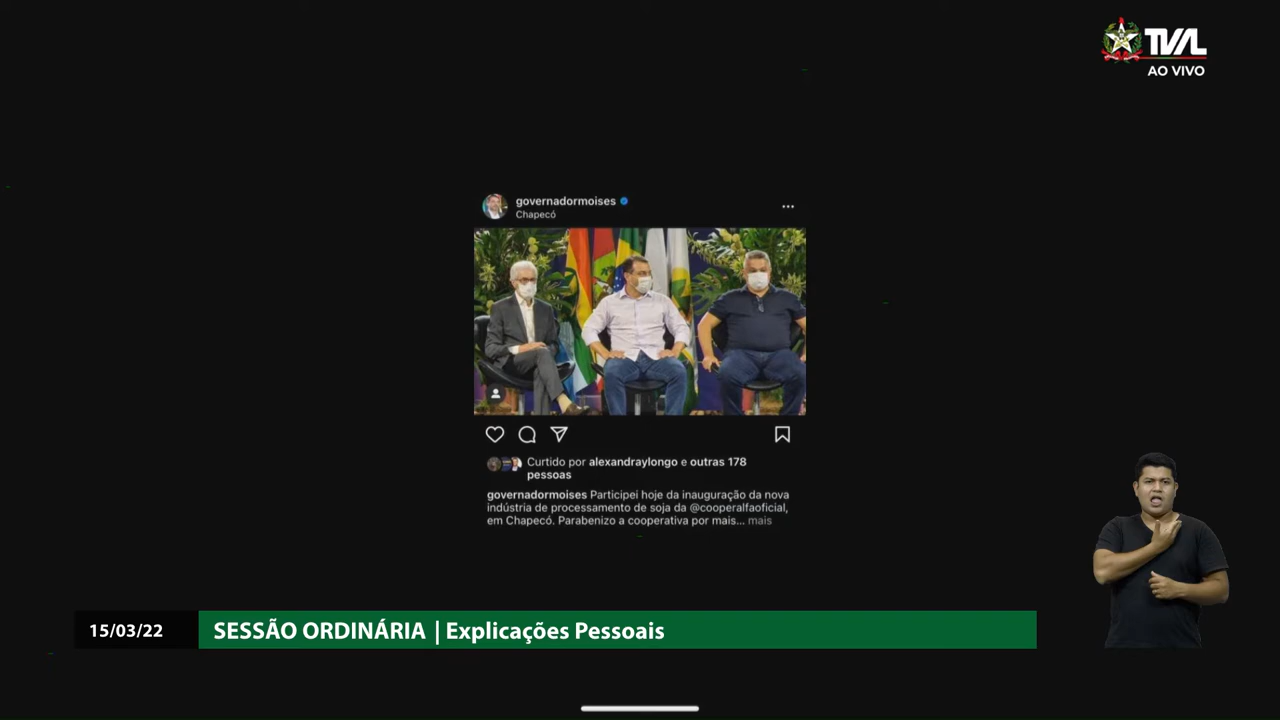 TVAL
AO VIVO
governadormoises
Chapecó
Curtido por alexandraylongo e outras 178
pessoas
governadormoises Participei hoje da inauguração da nova
indústria de processamento de soja da @cooperalfaoficial,
em Chapecó. Parabenizo a cooperativa por mais... mais
15/03/22
SESSÃO ORDINÁRIA | Explicações Pessoais